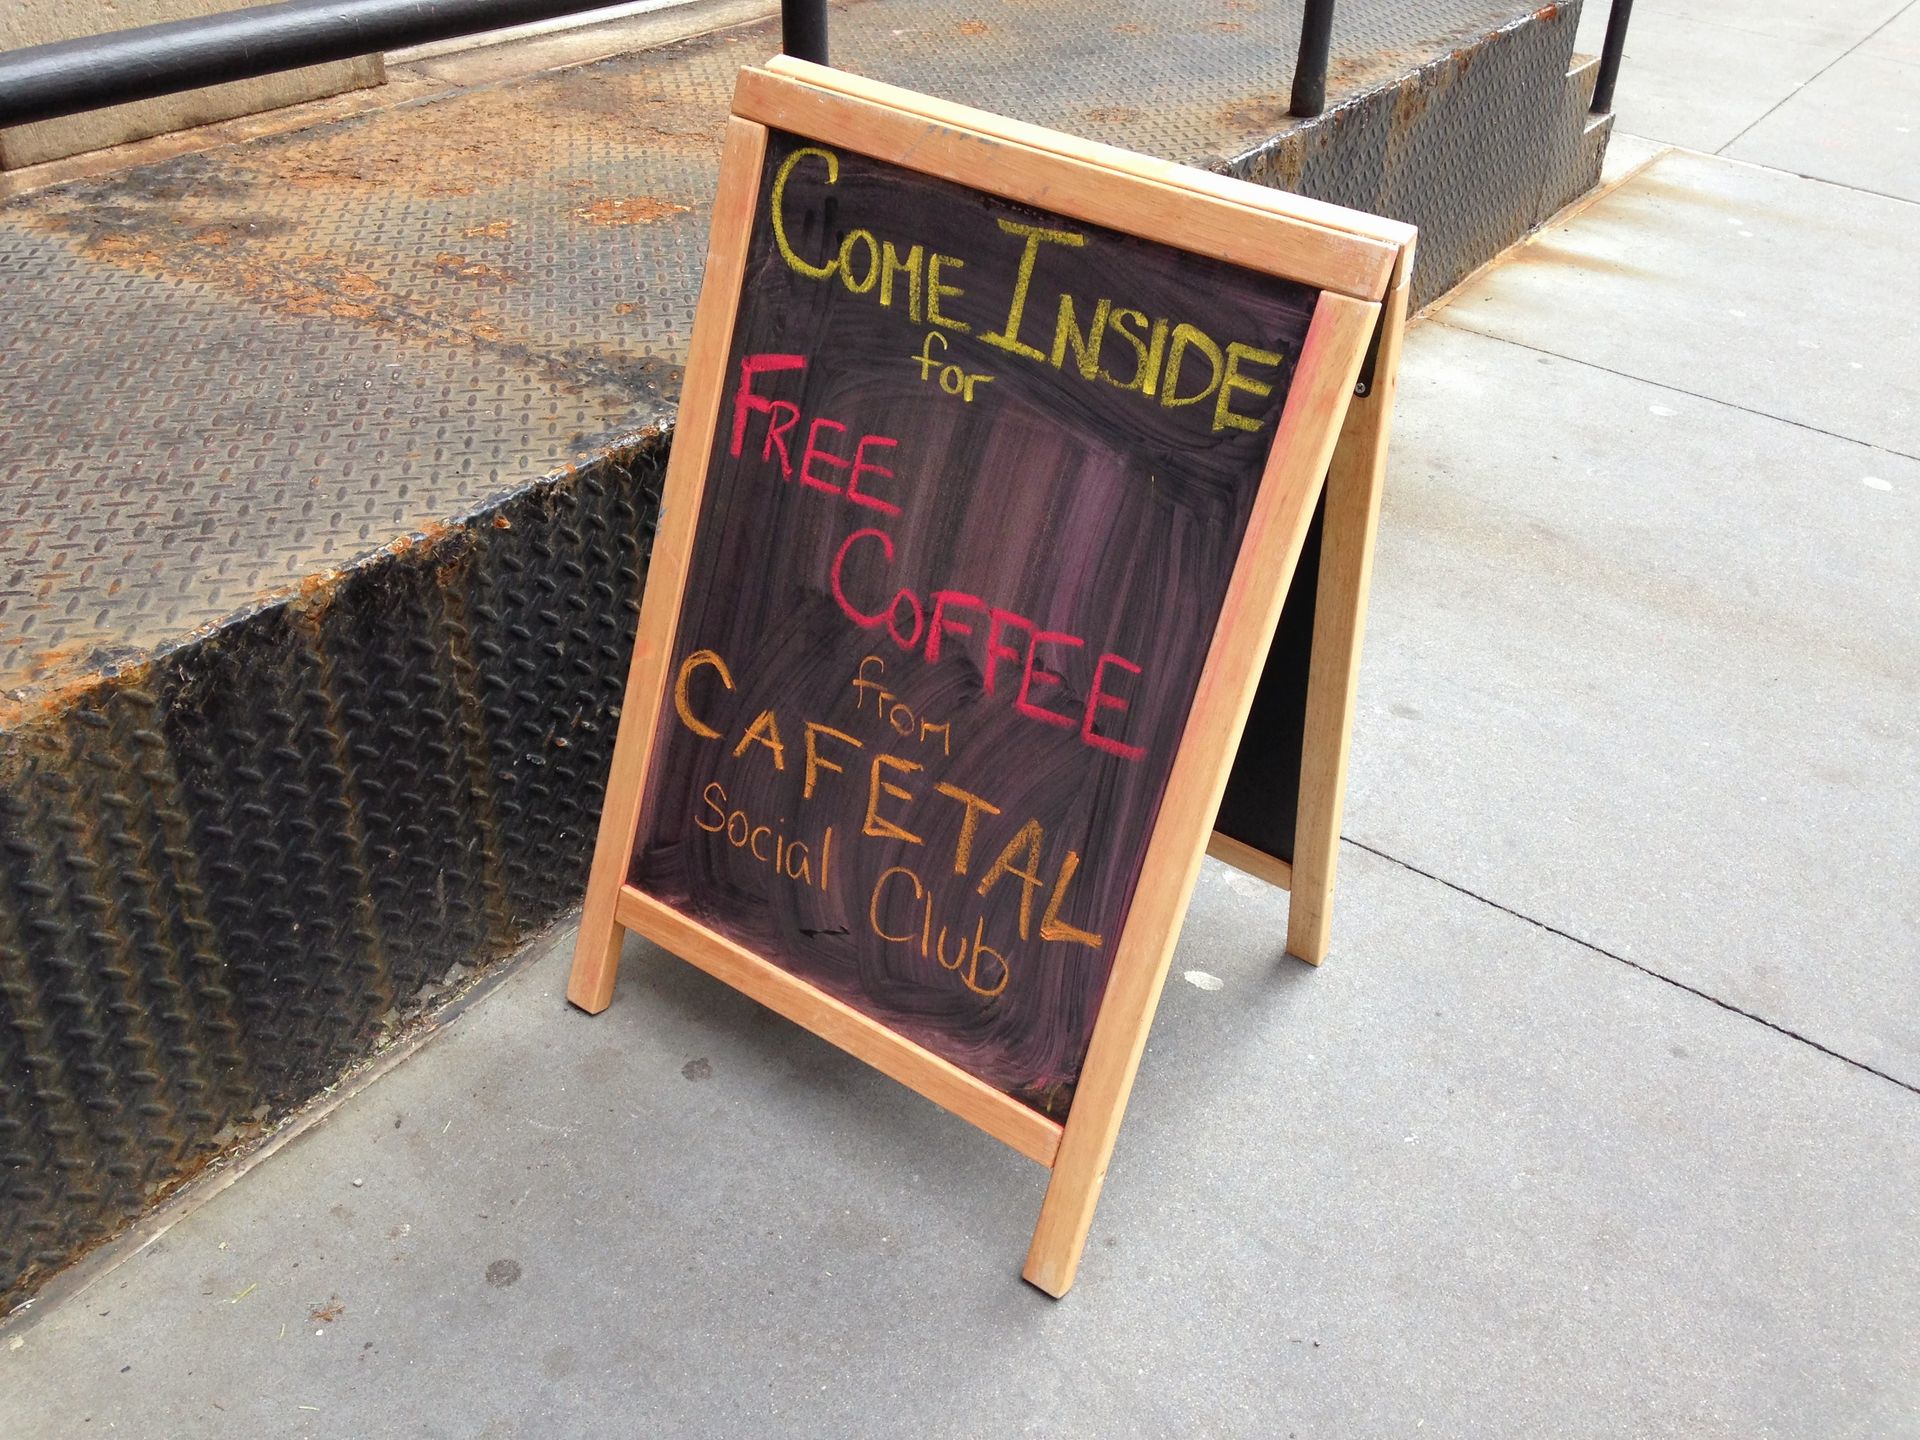 COME INSIDE
for
FREE
COFFEE
from
CAFETAL
Social Club